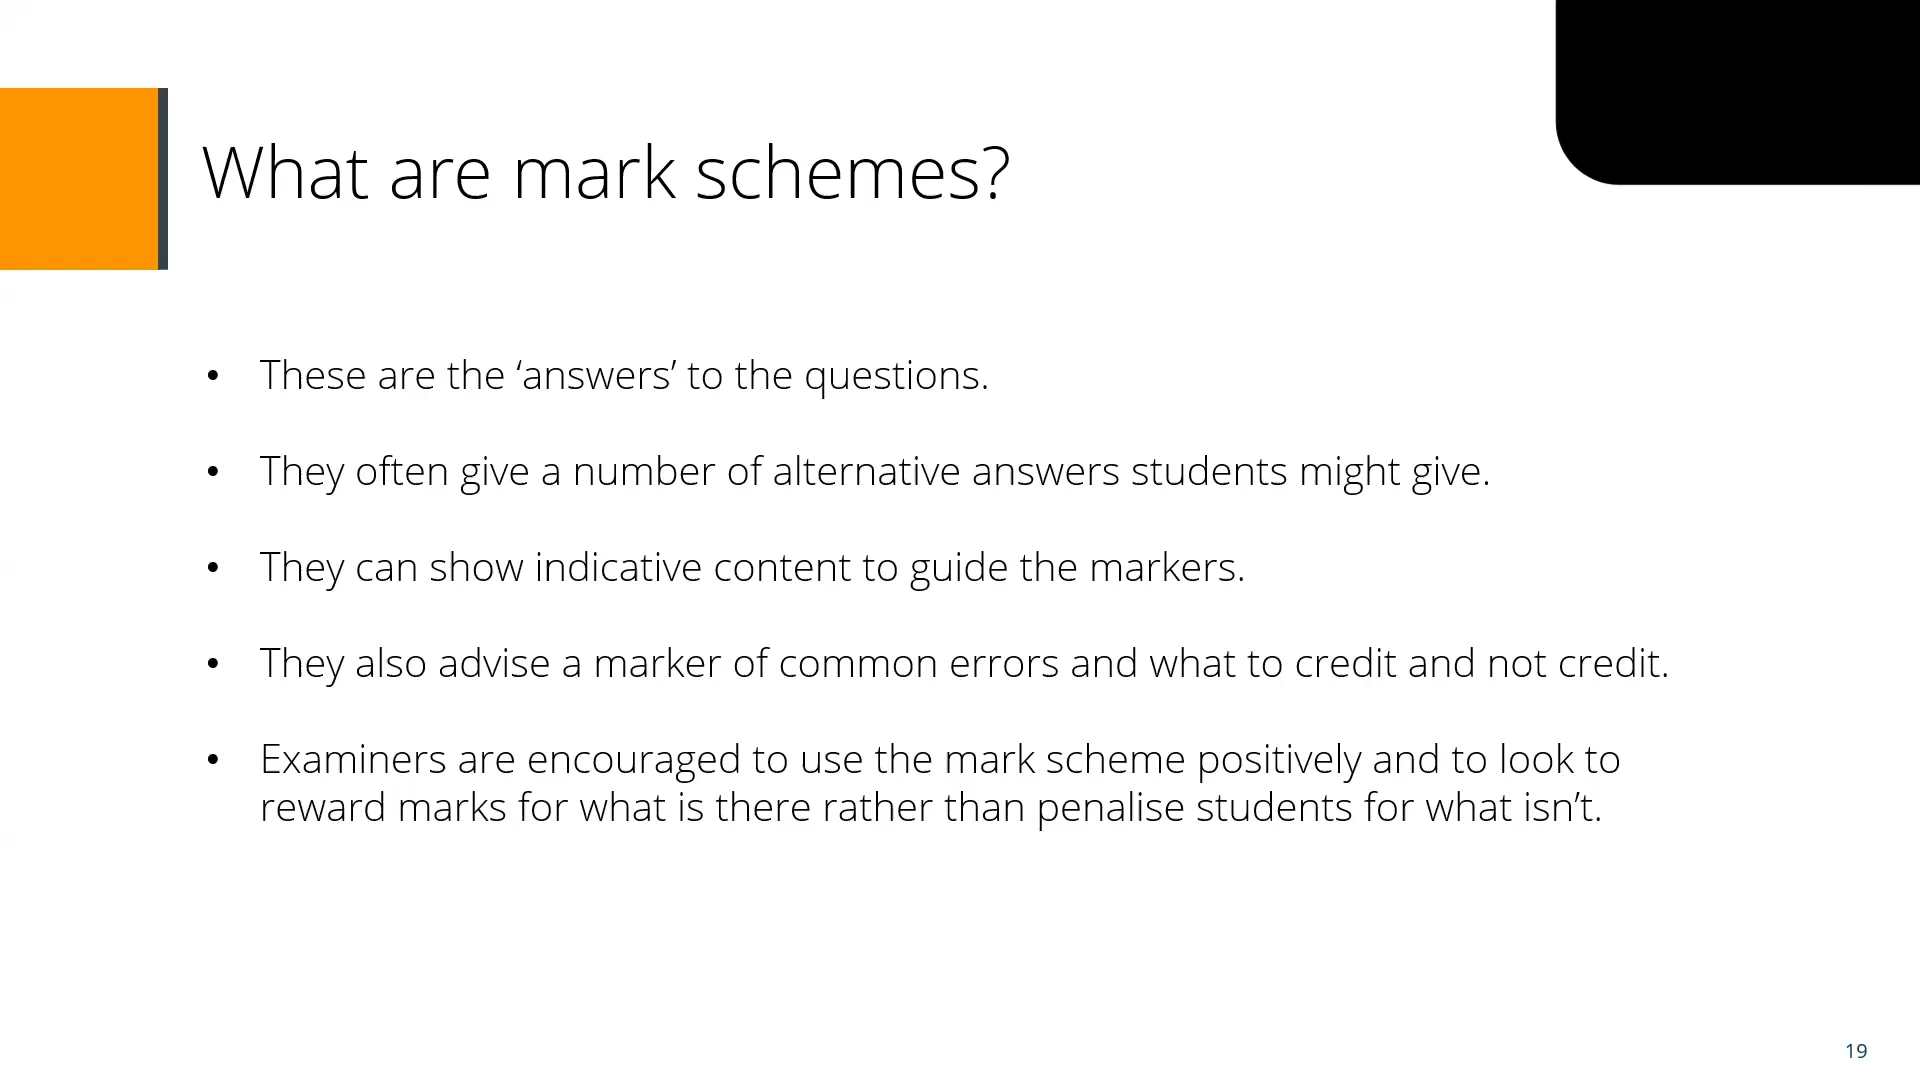 What are mark schemes?
• These are the ‘answers’ to the questions.
• They often give a number of alternative answers students might give.
• They can show indicative content to guide the markers.
• They also advise a marker of common errors and what to credit and not credit.
• Examiners are encouraged to use the mark scheme positively and to look to
reward marks for what is there rather than penalise students for what isn’t.
19